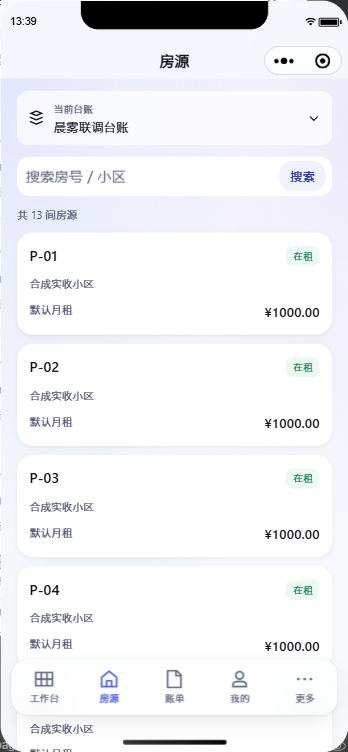 13:39
房源
当前台账
晨雾联调台账
搜索房号 / 小区
搜索
共 13 间房源
P-01
在租
合成实收小区
默认月租
¥1000.00
P-02
在租
合成实收小区
默认月租
¥1000.00
P-03
在租
合成实收小区
默认月租
¥1000.00
P-04
在租
合成实收小区
默认月租
¥1000.00
工作台
房源
账单
我的
更多
合成实收小区